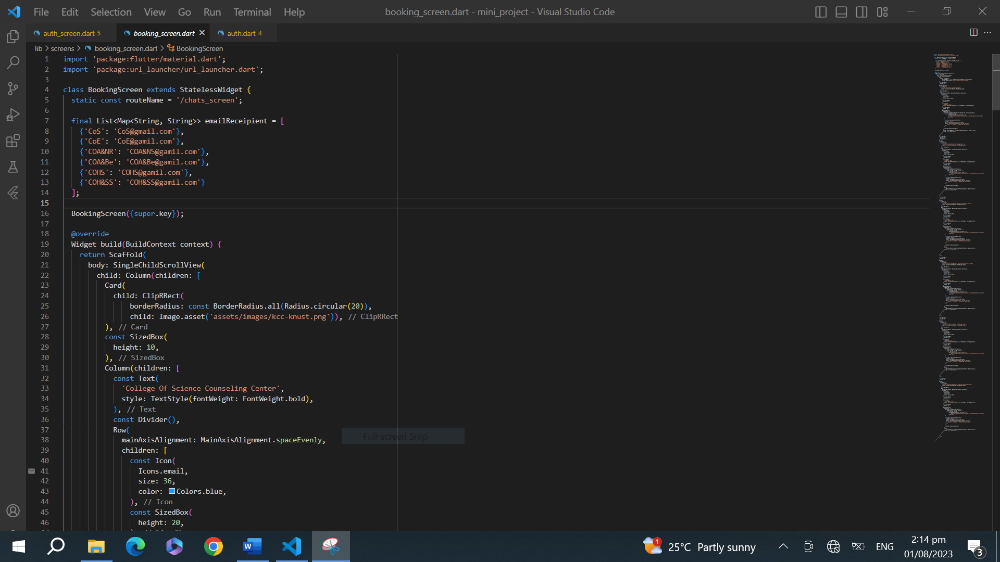 File Edit Selection View Go Run Terminal Help
booking_screen.dart - mini_project - Visual Studio Code
auth_screen.dart 5
booking_screen.dart
auth.dart 4
lib > screens > booking_screen.dart > BookingScreen
1 import 'package:flutter/material.dart';
2 import 'package:url_launcher/url_launcher.dart';
3
4 class BookingScreen extends StatelessWidget {
5 static const routeName = '/chats_screen';
6
7 final List<Map<String, String>> emailReceipient = [
8 {'CoS': 'CoS@gmail.com'},
9 {'CoE': 'CoE@gamil.com'},
10 {'COA&NR': 'COA&NS@gamil.com'},
11 {'COA&Be': 'COA&Be@gamil.com'},
12 {'COHS': 'COHS@gamil.com'},
13 {'COH&SS': 'COH&SS@gamil.com'}
14 ];
15
16 BookingScreen({super.key});
17
18 @override
19 Widget build(BuildContext context) {
20 return Scaffold(
21 body: SingleChildScrollView(
22 child: Column(children: [
23 Card(
24 child: ClipRRect(
25 borderRadius: const BorderRadius.all(Radius.circular(20)),
26 child: Image.asset('assets/images/kcc-knust.png')), // ClipRRect
27 ), // Card
28 const SizedBox(
29 height: 10,
30 ), // SizedBox
31 Column(children: [
32 const Text(
33 'College Of Science Counseling Center',
34 style: TextStyle(fontWeight: FontWeight.bold),
35 ), // Text
36 const Divider(),
37 Row(
38 mainAxisAlignment: MainAxisAlignment.spaceEvenly,
Full-screen Snip
39 children: [
40 const Icon(
41 Icons.email,
42 size: 36,
43 color: Colors.blue,
44 ), // Icon
45 const SizedBox(
46 height: 20,
1
25°C Partly sunny
ENG
2:14 pm
01/08/2023
3